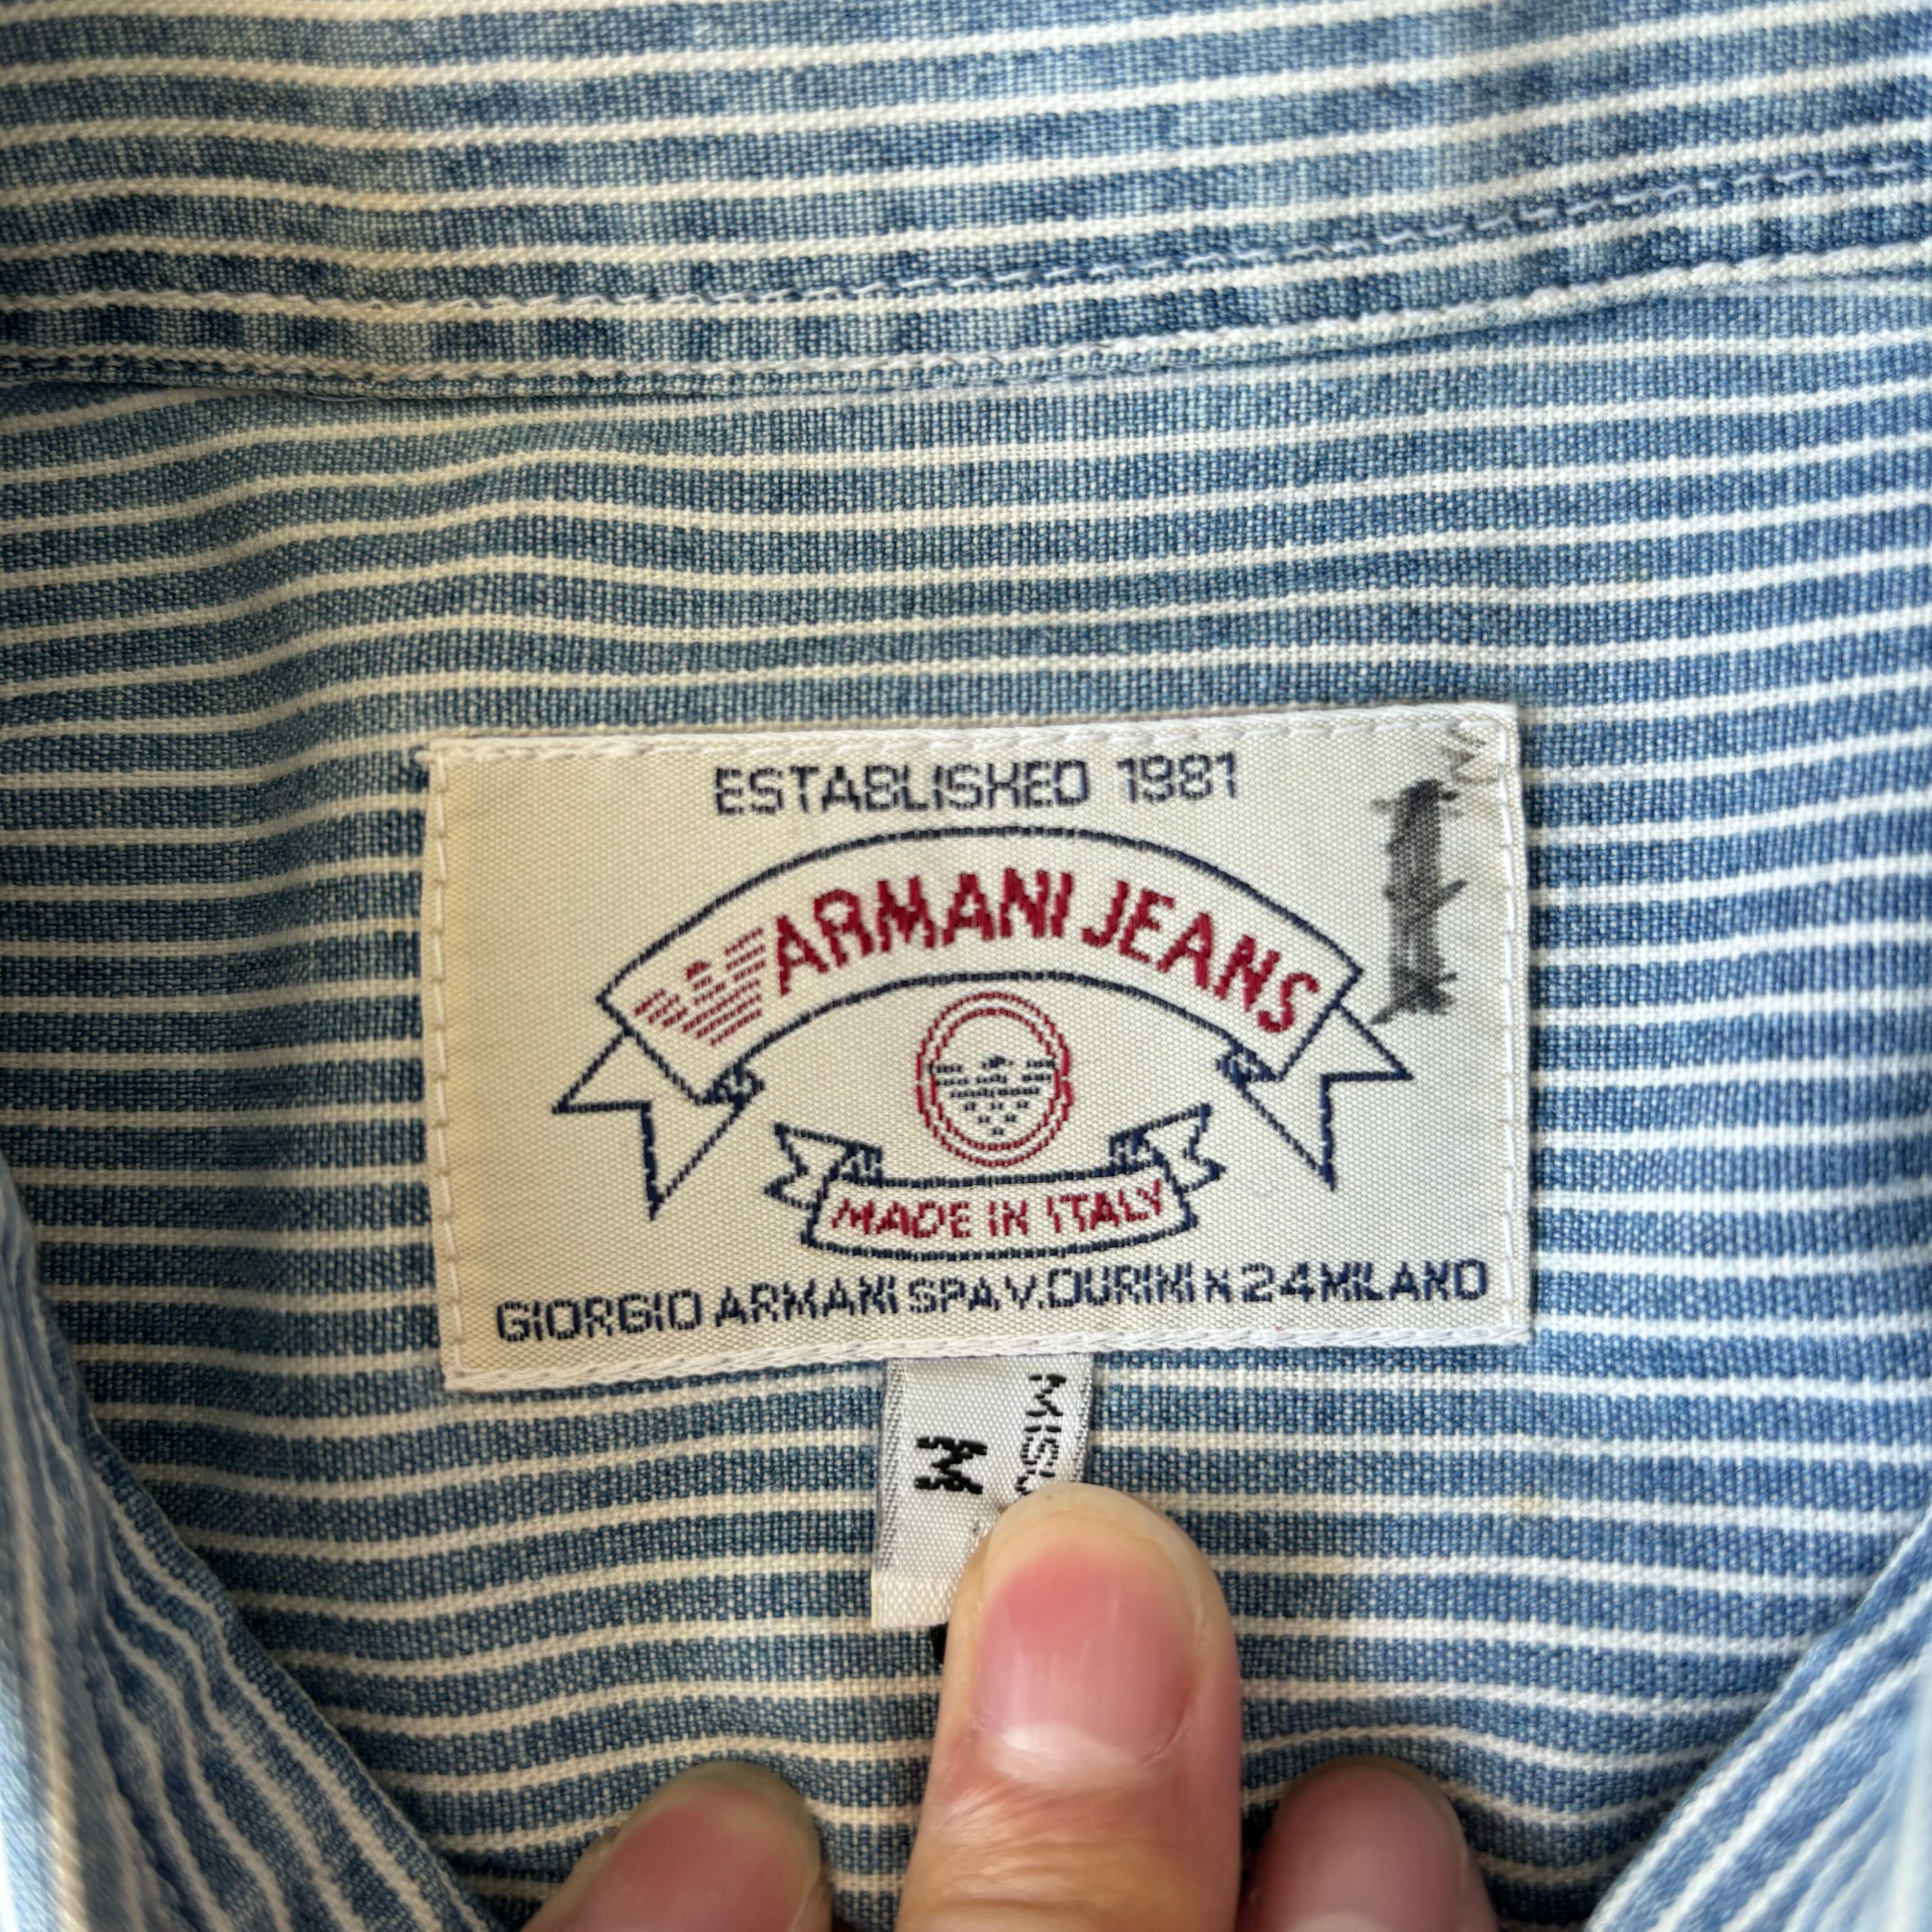 ESTABLISHED 1981
ARMANI JEANS
MADE IN ITALY
GIORGIO ARMANI SPA V. DURINI N 24 MILANO
M